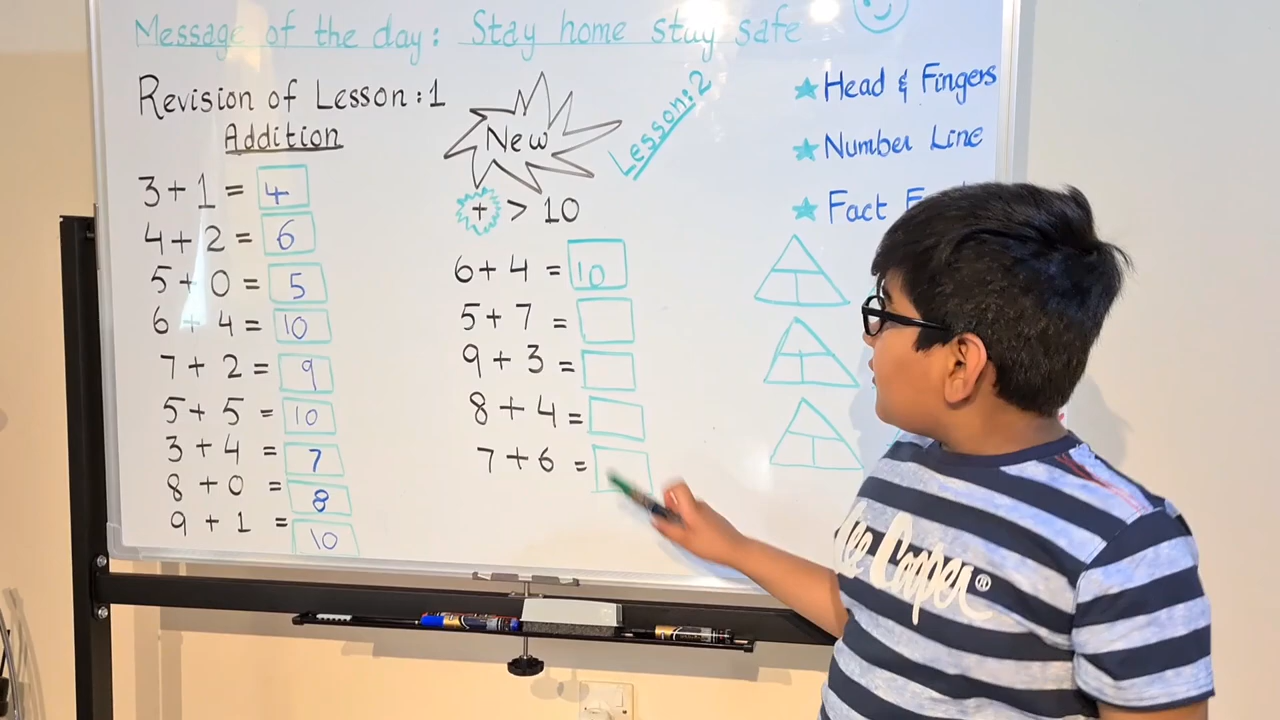 Message of the day: Stay home stay safe
Revision of Lesson:1
Addition
3+1 = 4
4+2 = 6
5+0 = 5
6+4 = 10
7+2 = 9
5+5 = 10
3+4 = 7
8+0 = 8
9+1 = 10
New
Lesson:2
+ > 10
6+4 = 10
5+7 =
9+3 =
8+4 =
7+6 =
Head & Fingers
Number Line
Fact
Lee Cooper®